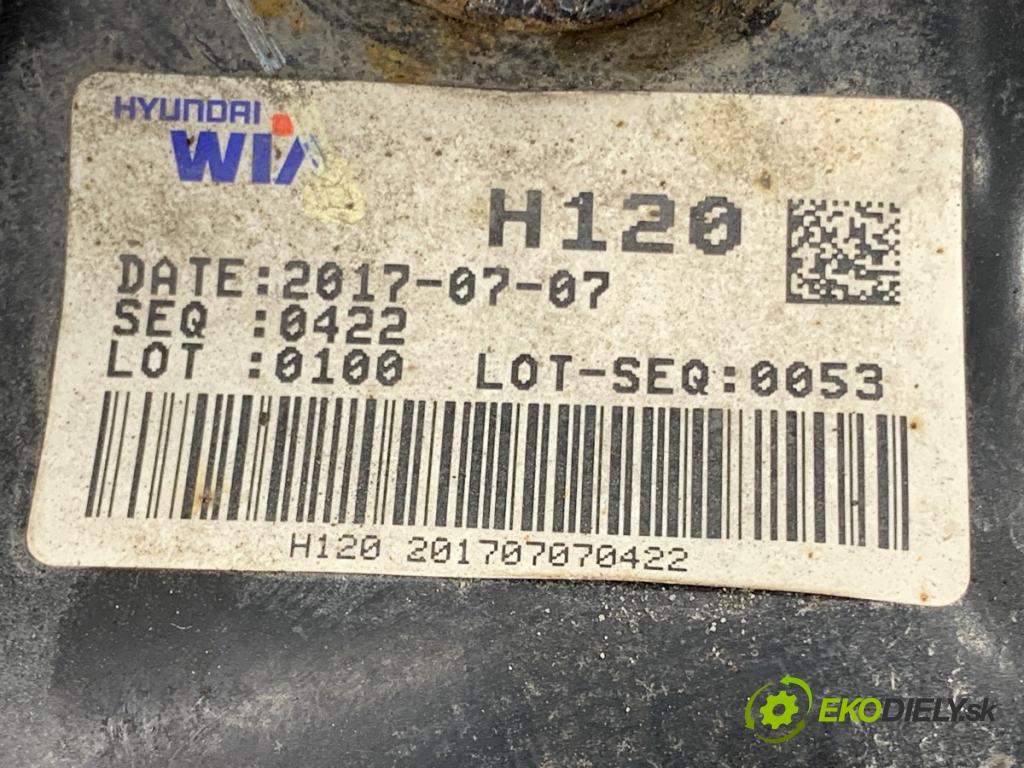 HYUNDAI
WIA
H120
DATE:2017-07-07
SEQ :0422
LOT :0100 LOT-SEQ:0053
H120 201707070422
EKODIELY.sk